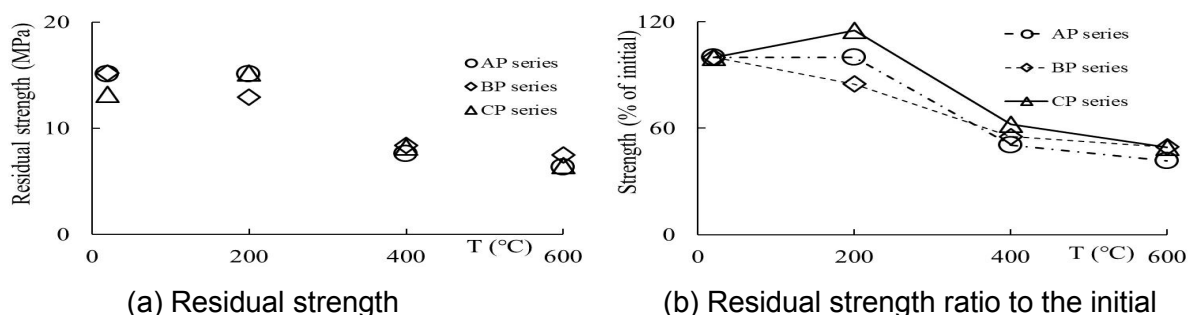 Residual strength (MPa)
20
10
0
0
200
400
600
T (°C)
AP series
BP series
CP series
(a) Residual strength
Strength (% of initial)
120
60
0
0
200
400
600
T (°C)
AP series
BP series
CP series
(b) Residual strength ratio to the initial